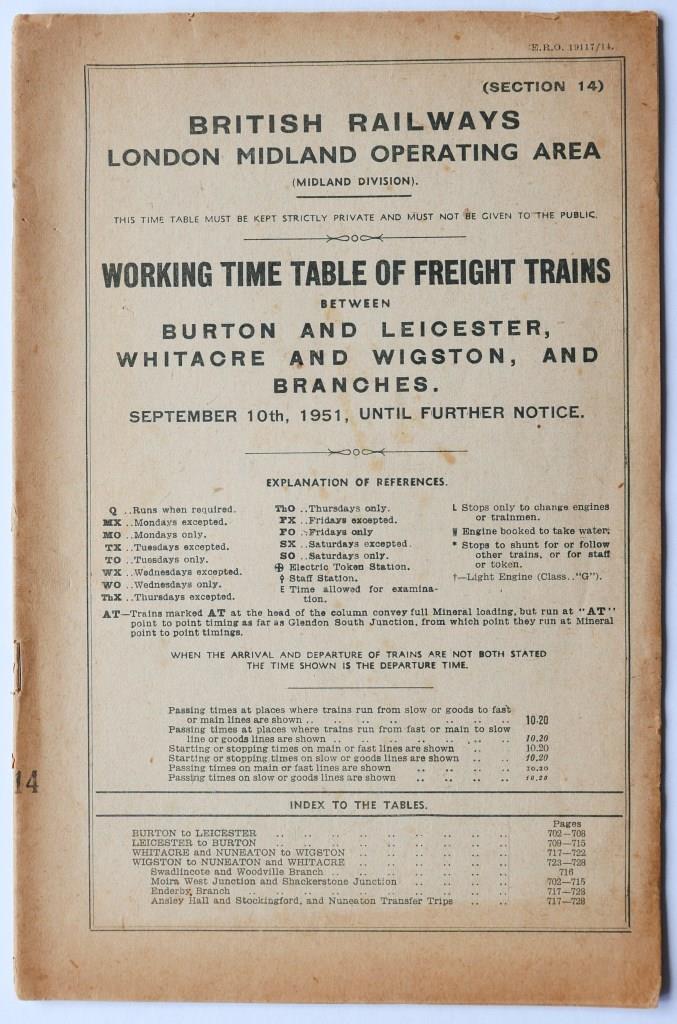 E.R.O. 19117/14.
(SECTION 14)
BRITISH RAILWAYS
LONDON MIDLAND OPERATING AREA
(MIDLAND DIVISION).
THIS TIME TABLE MUST BE KEPT STRICTLY PRIVATE AND MUST NOT BE GIVEN TO THE PUBLIC.
WORKING TIME TABLE OF FREIGHT TRAINS
BETWEEN
BURTON AND LEICESTER,
WHITACRE AND WIGSTON, AND
BRANCHES.
SEPTEMBER 10th, 1951, UNTIL FURTHER NOTICE.
EXPLANATION OF REFERENCES.
Q ..Runs when required.
MX ..Mondays excepted.
MO ..Mondays only.
TX ..Tuesdays excepted.
TO ..Tuesdays only.
WX ..Wednesdays excepted.
WO ..Wednesdays only.
ThX ..Thursdays excepted.
ThO ..Thursdays only.
FX ..Fridays excepted.
FO ..Fridays only
SX ..Saturdays excepted.
SO ..Saturdays only.
⊕ Electric Token Station.
Staff Station.
E Time allowed for examina-
tion.
L Stops only to change engines
or trainmen.
W Engine booked to take water.
* Stops to shunt for or follow
other trains, or for staff
or token.
†—Light Engine (Class.."G").
AT—Trains marked AT at the head of the column convey full Mineral loading, but run at "AT"
point to point timing as far as Glendon South Junction, from which point they run at Mineral
point to point timings.
WHEN THE ARRIVAL AND DEPARTURE OF TRAINS ARE NOT BOTH STATED
THE TIME SHOWN IS THE DEPARTURE TIME.
Passing times at places where trains run from slow or goods to fast
or main lines are shown .. .. .. .. .. .. .. 10-20
Passing times at places where trains run from fast or main to slow
line or goods lines are shown .. .. .. .. .. .. 10.20
Starting or stopping times on main or fast lines are shown .. 10.20
Starting or stopping times on slow or goods lines are shown .. .. 10,20
Passing times on main or fast lines are shown .. .. .. 10.20
Passing times on slow or goods lines are shown .. .. .. 10.20
14
INDEX TO THE TABLES.
Pages
BURTON to LEICESTER .. .. .. .. .. .. .. .. .. 702—708
LEICESTER to BURTON .. .. .. .. .. .. .. .. .. 709—715
WHITACRE AND NUNEATON to WIGSTON .. .. .. .. .. .. 717—722
WIGSTON to NUNEATON and WHITACRE .. .. .. .. .. .. 723—728
Swadlincote and Woodville Branch .. .. .. .. .. .. .. 716
Moira West Junction and Shackerstone Junction .. .. .. .. 702—715
Enderby Branch .. .. .. .. .. .. .. .. .. .. 717—728
Ansley Hall and Stockingford, and Nuneaton Transfer Trips .. .. .. 717—728